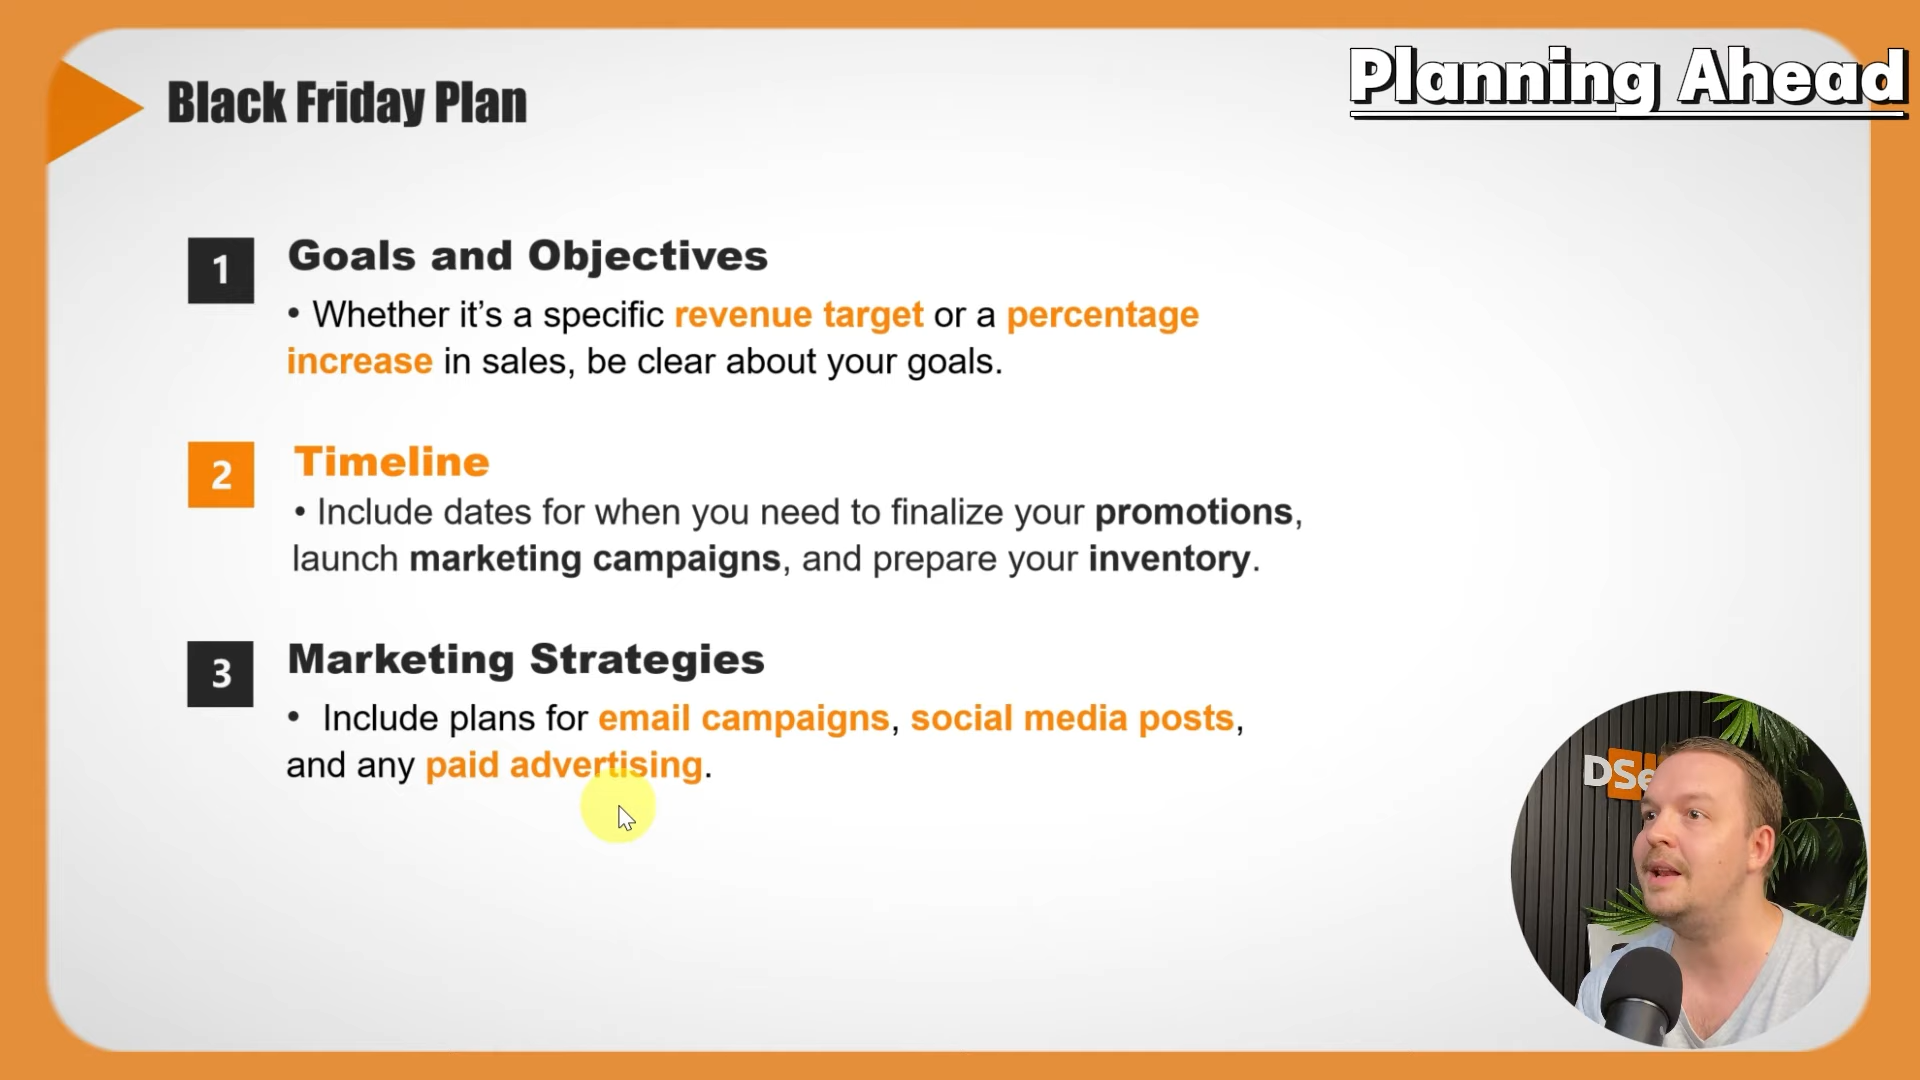 Planning Ahead
Black Friday Plan
1
Goals and Objectives
• Whether it’s a specific revenue target or a percentage
increase in sales, be clear about your goals.
2
Timeline
• Include dates for when you need to finalize your promotions,
launch marketing campaigns, and prepare your inventory.
3
Marketing Strategies
• Include plans for email campaigns, social media posts,
and any paid advertising.
DSe